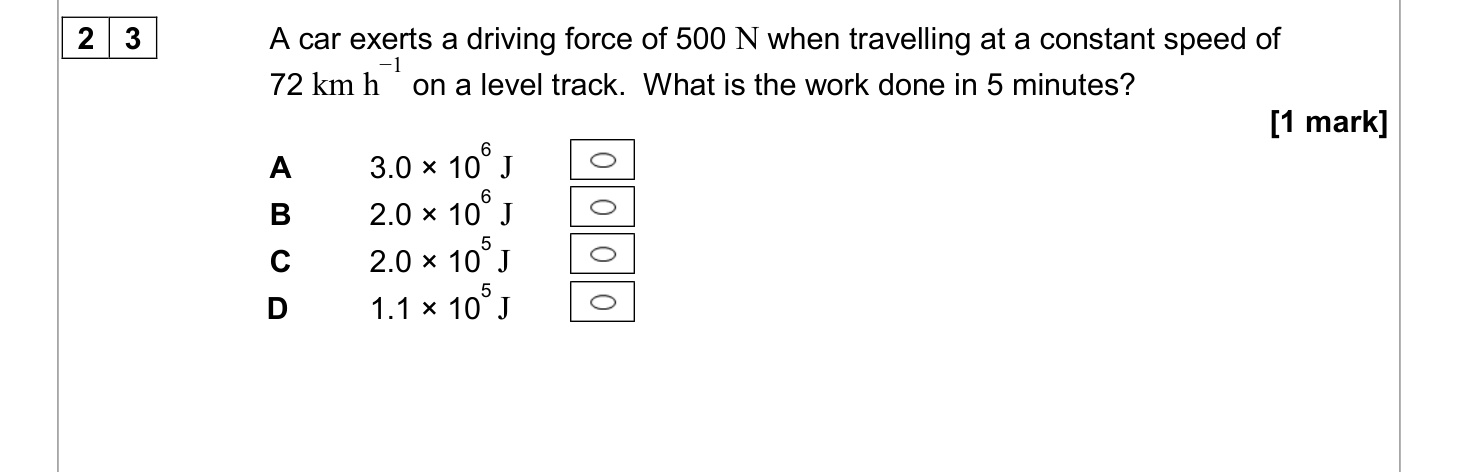 2 3 A car exerts a driving force of 500 N when travelling at a constant speed of
72 km h⁻¹ on a level track. What is the work done in 5 minutes?
[1 mark]
A 3.0 × 10⁶ J
B 2.0 × 10⁶ J
C 2.0 × 10⁵ J
D 1.1 × 10⁵ J